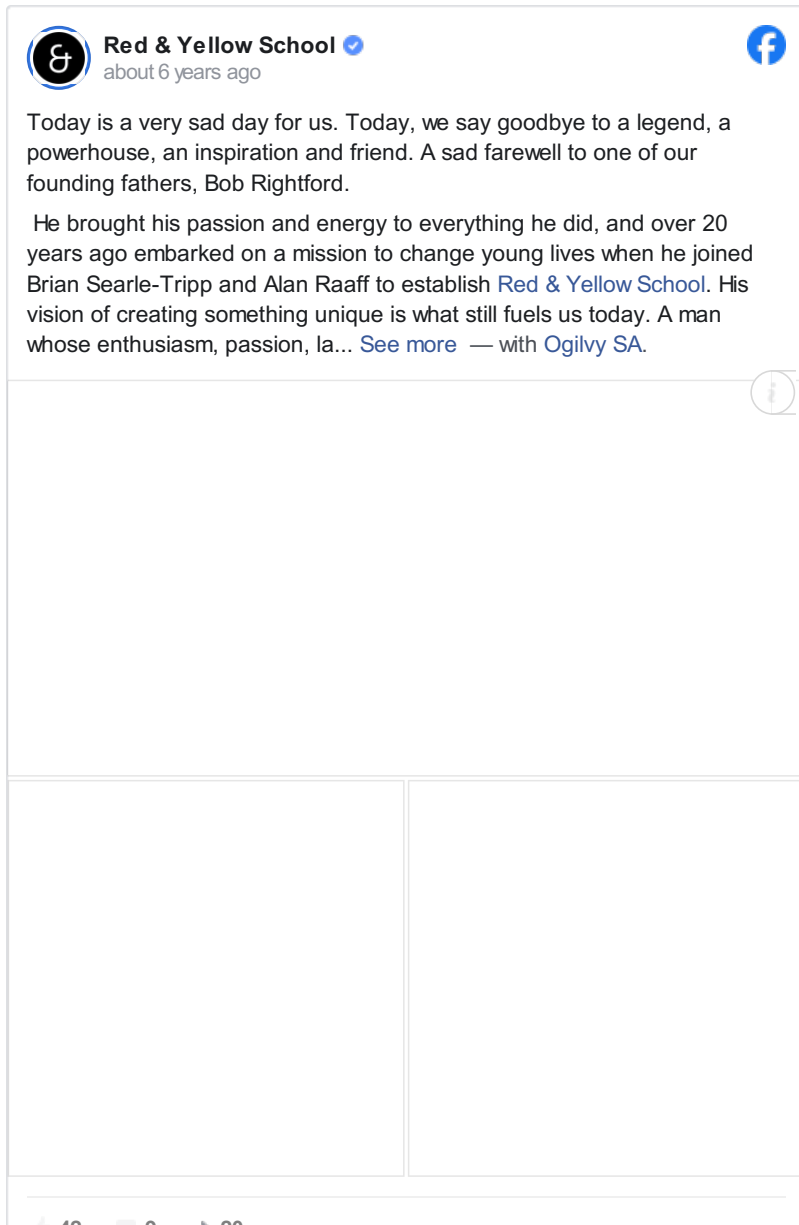 Red & Yellow School
about 6 years ago
Today is a very sad day for us. Today, we say goodbye to a legend, a
powerhouse, an inspiration and friend. A sad farewell to one of our
founding fathers, Bob Rightford.
He brought his passion and energy to everything he did, and over 20
years ago embarked on a mission to change young lives when he joined
Brian Searle-Tripp and Alan Raaff to establish Red & Yellow School. His
vision of creating something unique is what still fuels us today. A man
whose enthusiasm, passion, la... See more — with Ogilvy SA.